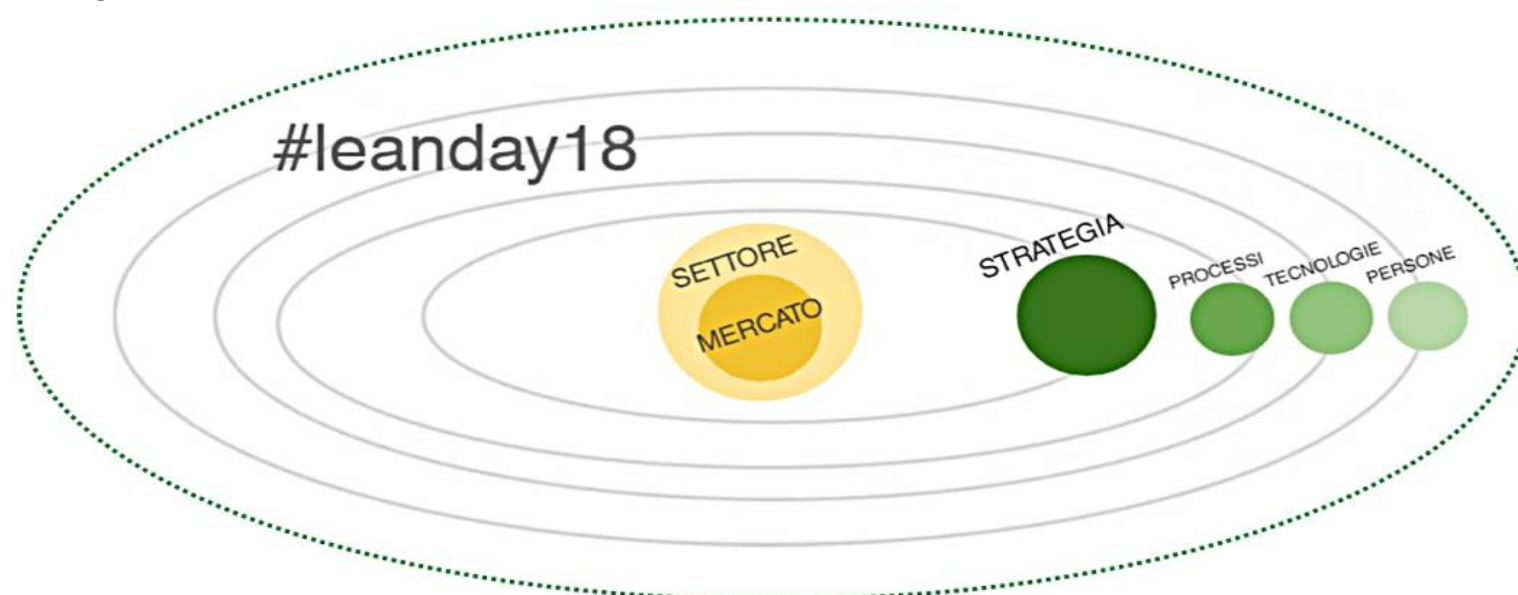 #leanday18
SETTORE
MERCATO
STRATEGIA
PROCESSI
TECNOLOGIE
PERSONE